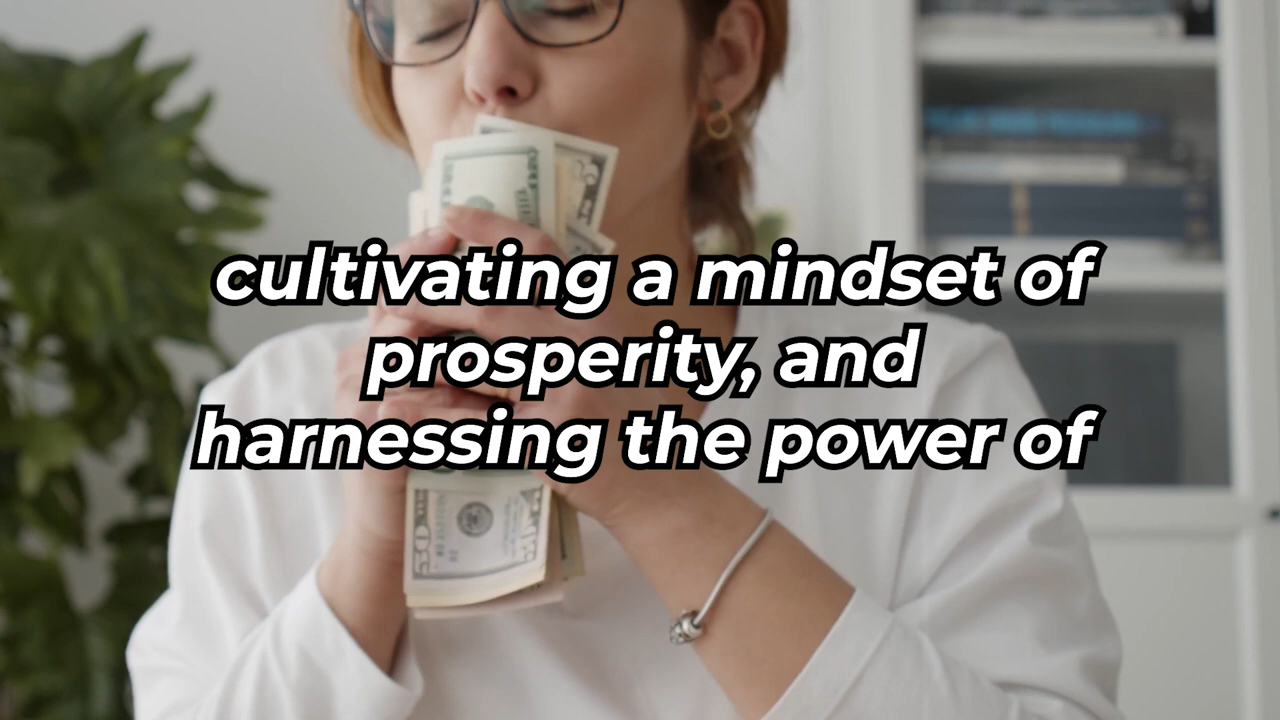 cultivating a mindset of
prosperity, and
harnessing the power of